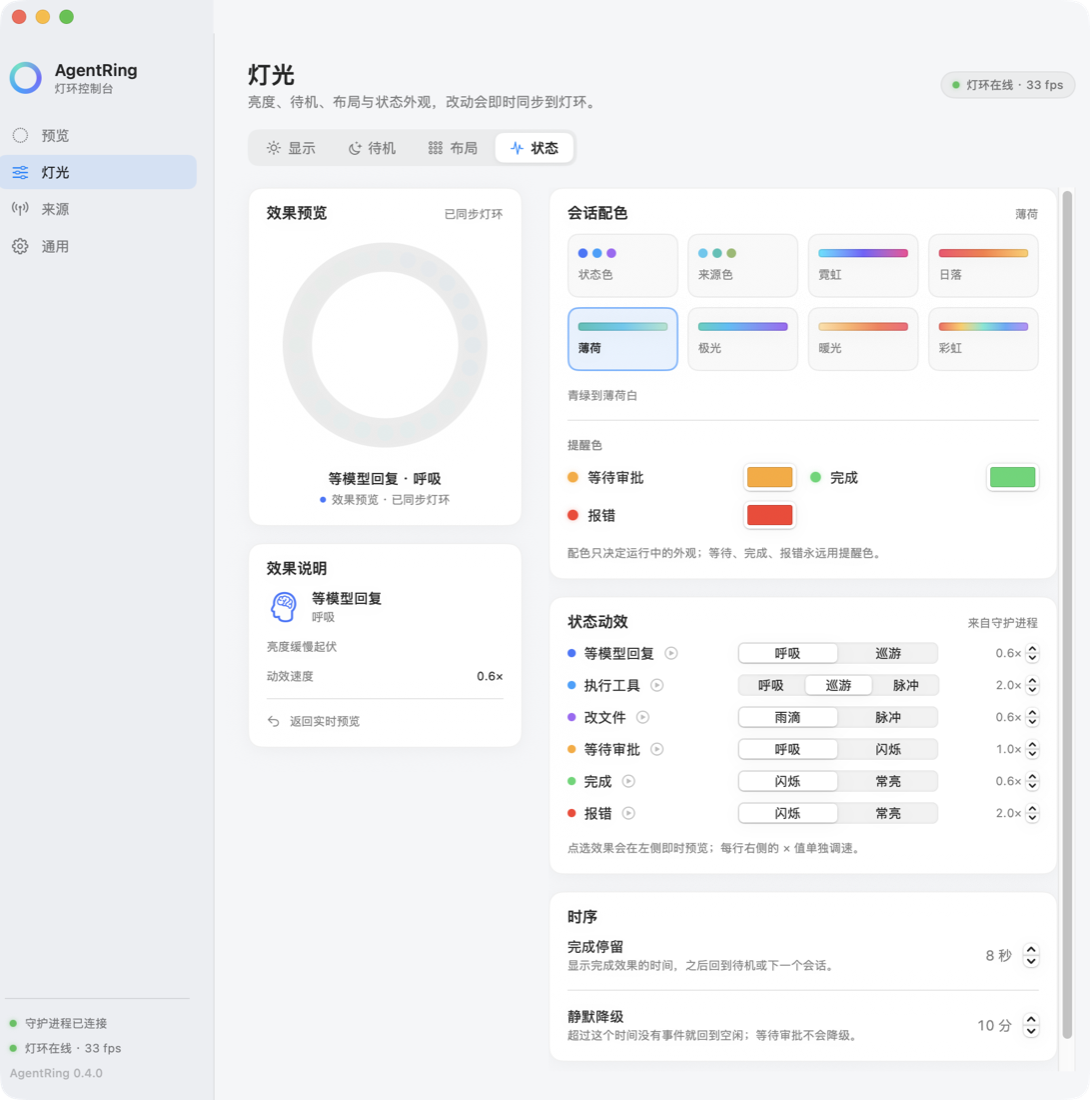 AgentRing
灯环控制台
预览
灯光
来源
通用
守护进程已连接
灯环在线 · 33 fps
AgentRing 0.4.0
灯光
亮度、待机、布局与状态外观，改动会即时同步到灯环。
灯环在线 · 33 fps
显示 待机 布局 状态
效果预览 已同步灯环
等模型回复 · 呼吸
效果预览 · 已同步灯环
效果说明
等模型回复
呼吸
亮度缓慢起伏
动效速度 0.6×
返回实时预览
会话配色 薄荷
状态色 来源色 霓虹 日落
薄荷 极光 暖光 彩虹
青绿到薄荷白
提醒色
等待审批 完成
报错
配色只决定运行中的外观；等待、完成、报错永远用提醒色。
状态动效 来自守护进程
等模型回复 呼吸 巡游 0.6×
执行工具 呼吸 巡游 脉冲 2.0×
改文件 雨滴 脉冲 0.6×
等待审批 呼吸 闪烁 1.0×
完成 闪烁 常亮 0.6×
报错 闪烁 常亮 2.0×
点选效果会在左侧即时预览；每行右侧的 × 值单独调速。
时序
完成停留 8 秒
显示完成效果的时间，之后回到待机或下一个会话。
静默降级 10 分
超过这个时间没有事件就回到空闲；等待审批不会降级。